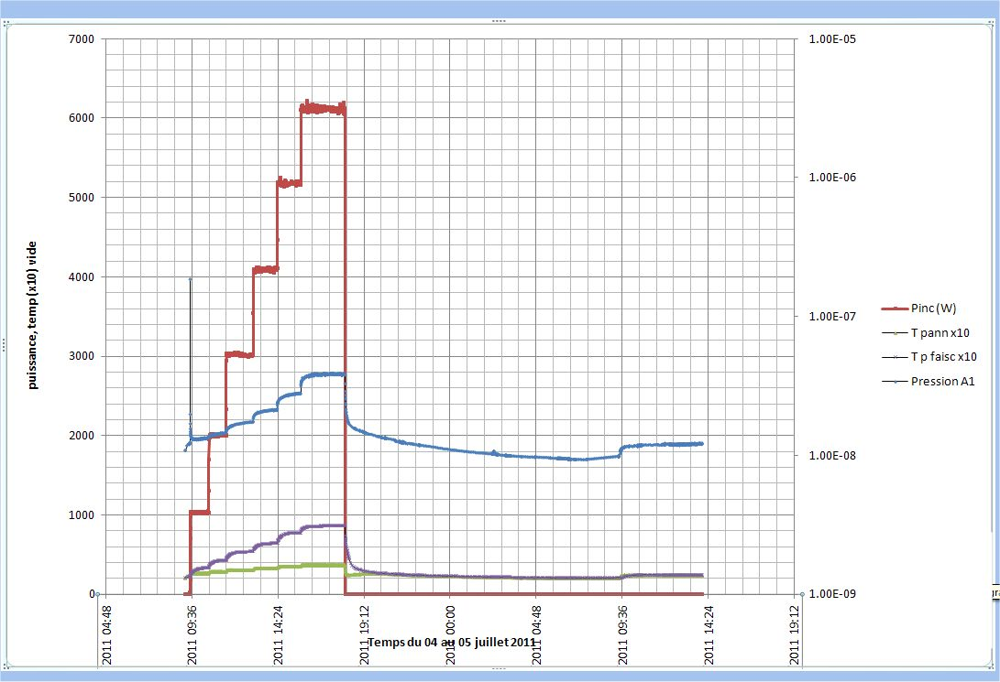 7000
6000
5000
4000
3000
2000
1000
0
puissance, temp (x10) vide
1.00E-05
1.00E-06
1.00E-07
1.00E-08
1.00E-09
Pinc (W)
T pann x10
T p faisc x10
Pression A1
2011 04:48
2011 09:36
2011 14:24
2011 19:12
2011 00:00
2011 04:48
2011 09:36
2011 14:24
2011 19:12
Temps du 04 au 05 juillet 2011